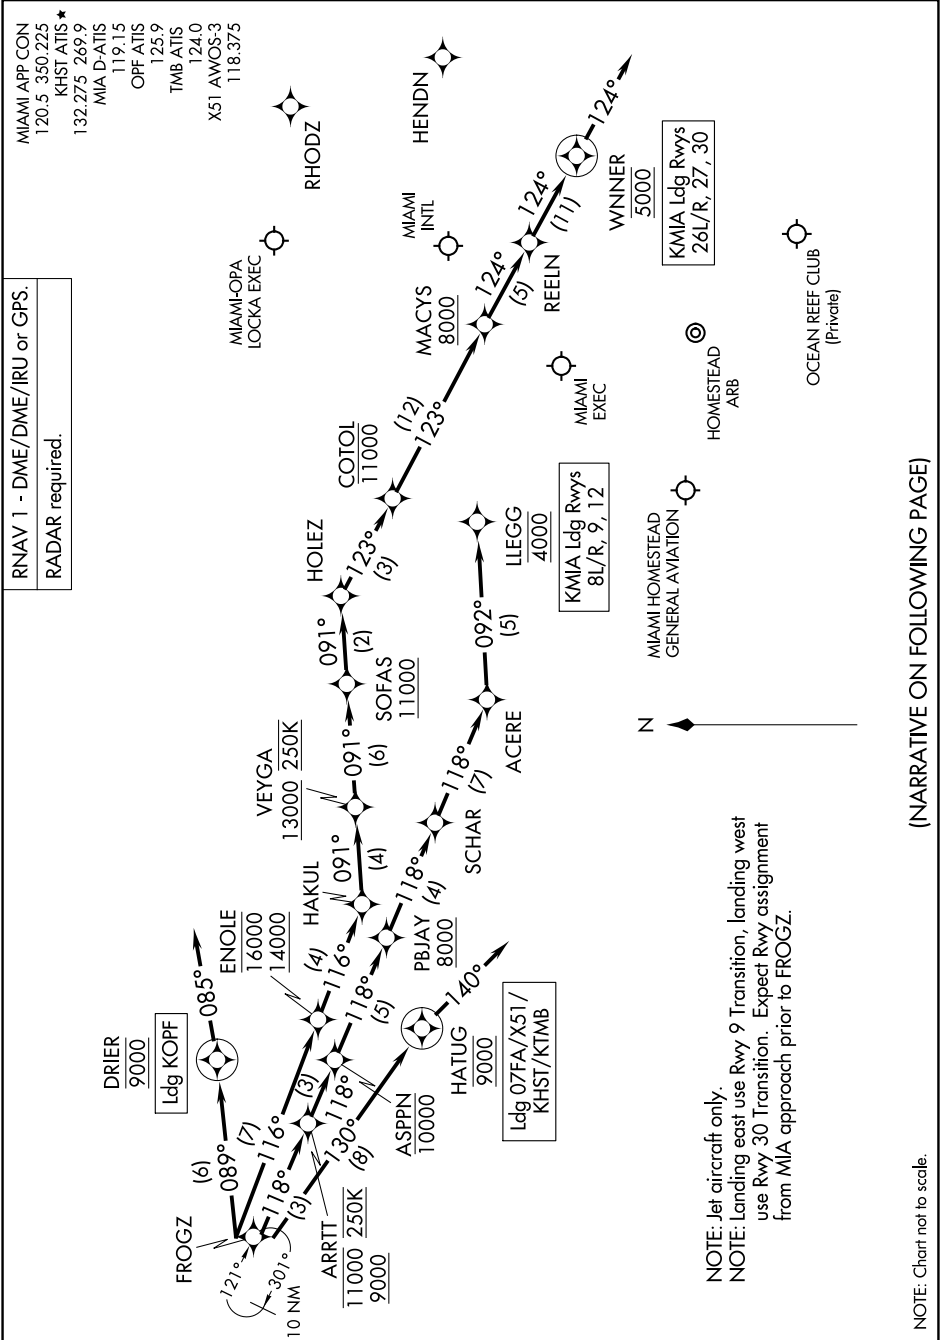 MIAMI APP CON
120.5 350.225
KHST ATIS ★
132.275 269.9
MIA D-ATIS
119.15
OPF ATIS
125.9
TMB ATIS
124.0
X51 AWOS-3
118.375
RNAV 1 - DME/DME/IRU or GPS.
RADAR required.
RHODZ
HENDN
MIAMI-OPA
LOCKA EXEC
MIAMI
INTL
DRIER
9000
Ldg KOPF
085°
(6)
089°
FROGZ
121°
301°
10 NM
ENOLE
16000
14000
(7)
116°
(4)
116°
HAKUL
091°
(4)
VEYGA
13000 250K
091°
(6)
SOFAS
11000
091°
(2)
HOLEZ
123°
(3)
COTOL
11000
(12)
123°
MACYS
8000
124°
(5)
REELN
124°
(11)
WNNER
5000
124°
KMIA Ldg Rwys
26L/R, 27, 30
118°
(3)
ARRTT
11000 250K
9000
(3)
118°
ASPPN
10000
118°
(5)
PBJAY
8000
118°
(4)
SCHAR
118°
(7)
ACERE
092°
(5)
LLEGG
4000
KMIA Ldg Rwys
8L/R, 9, 12
130°
(8)
HATUG
9000
140°
Ldg 07FA/X51/
KHST/KTMB
MIAMI
EXEC
HOMESTEAD
ARB
MIAMI HOMESTEAD
GENERAL AVIATION
OCEAN REEF CLUB
(Private)
N
NOTE: Jet aircraft only.
NOTE: Landing east use Rwy 9 Transition, landing west
use Rwy 30 Transition. Expect Rwy assignment
from MIA approach prior to FROGZ.
NOTE: Chart not to scale.
(NARRATIVE ON FOLLOWING PAGE)